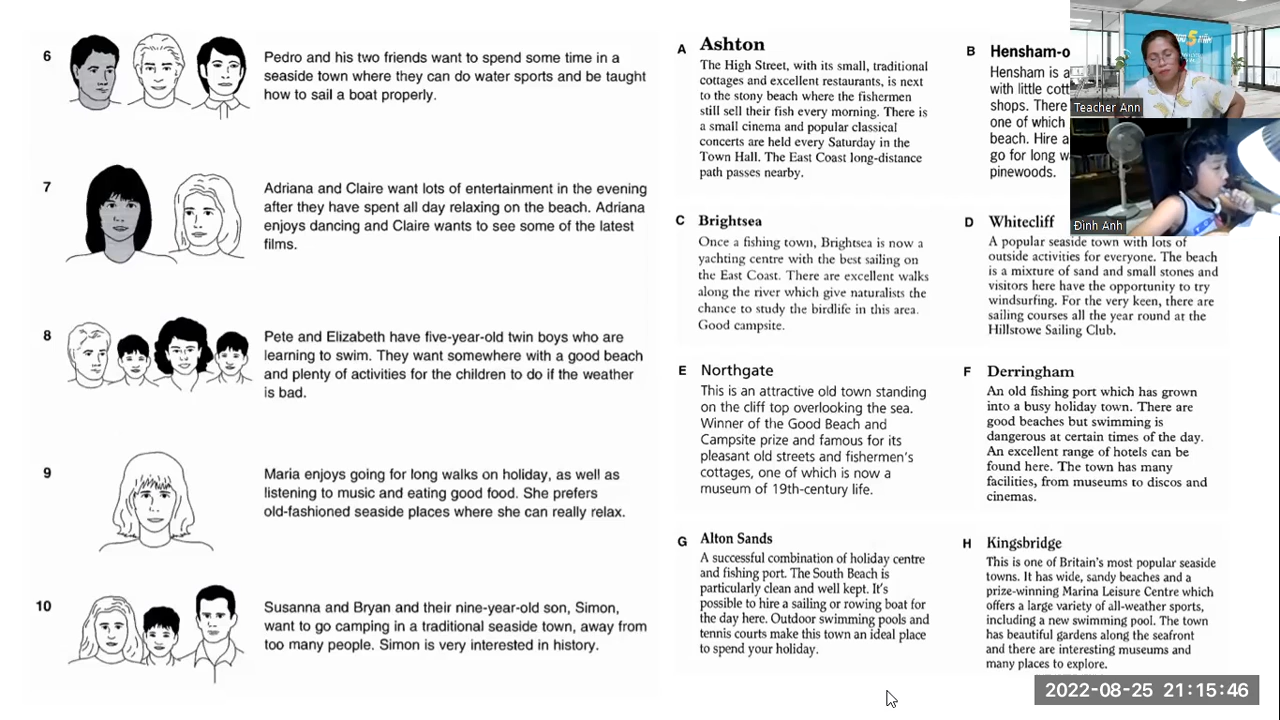 6
Pedro and his two friends want to spend some time in a
seaside town where they can do water sports and be taught
how to sail a boat properly.
7
Adriana and Claire want lots of entertainment in the evening
after they have spent all day relaxing on the beach. Adriana
enjoys dancing and Claire wants to see some of the latest
films.
8
Pete and Elizabeth have five-year-old twin boys who are
learning to swim. They want somewhere with a good beach
and plenty of activities for the children to do if the weather
is bad.
9
Maria enjoys going for long walks on holiday, as well as
listening to music and eating good food. She prefers
old-fashioned seaside places where she can really relax.
10
Susanna and Bryan and their nine-year-old son, Simon,
want to go camping in a traditional seaside town, away from
too many people. Simon is very interested in history.
A Ashton
The High Street, with its small, traditional
cottages and excellent restaurants, is next
to the stony beach where the fishermen
still sell their fish every morning. There is
a small cinema and popular classical
concerts are held every Saturday in the
Town Hall. The East Coast long-distance
path passes nearby.
B Hensham-o
Hensham is a
with little cott
shops. There
one of which
beach. Hire a
go for long w
pinewoods.
C Brightsea
Once a fishing town, Brightsea is now a
yachting centre with the best sailing on
the East Coast. There are excellent walks
along the river which give naturalists the
chance to study the birdlife in this area.
Good campsite.
D Whitecliff
A popular seaside town with lots of
outside activities for everyone. The beach
is a mixture of sand and small stones and
visitors here have the opportunity to try
windsurfing. For the very keen, there are
sailing courses all the year round at the
Hillstowe Sailing Club.
E Northgate
This is an attractive old town standing
on the cliff top overlooking the sea.
Winner of the Good Beach and
Campsite prize and famous for its
pleasant old streets and fishermen's
cottages, one of which is now a
museum of 19th-century life.
F Derringham
An old fishing port which has grown
into a busy holiday town. There are
good beaches but swimming is
dangerous at certain times of the day.
An excellent range of hotels can be
found here. The town has many
facilities, from museums to discos and
cinemas.
G Alton Sands
A successful combination of holiday centre
and fishing port. The South Beach is
particularly clean and well kept. It's
possible to hire a sailing or rowing boat for
the day here. Outdoor swimming pools and
tennis courts make this town an ideal place
to spend your holiday.
H Kingsbridge
This is one of Britain's most popular seaside
towns. It has wide, sandy beaches and a
prize-winning Marina Leisure Centre which
offers a large variety of all-weather sports,
including a new swimming pool. The town
has beautiful gardens along the seafront
and there are interesting museums and
many places to explore.
Teacher Ann
Đình Anh
2022-08-25 21:15:46